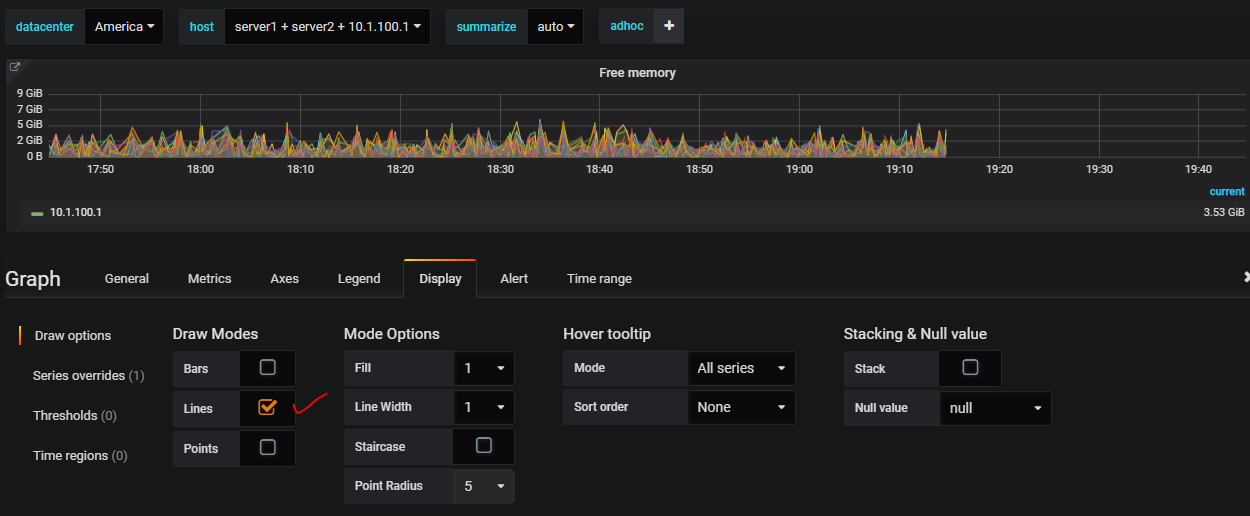 datacenter America host server1 + server2 + 10.1.100.1 summarize auto adhoc +
Free memory
9 GiB
7 GiB
5 GiB
2 GiB
0 B
17:50 18:00 18:10 18:20 18:30 18:40 18:50 19:00 19:10 19:20 19:30 19:40
current
10.1.100.1 3.53 GiB
Graph General Metrics Axes Legend Display Alert Time range
Draw options
Series overrides (1)
Thresholds (0)
Time regions (0)
Draw Modes
Bars
Lines
Points
Mode Options
Fill 1
Line Width 1
Staircase
Point Radius 5
Hover tooltip
Mode All series
Sort order None
Stacking & Null value
Stack
Null value null